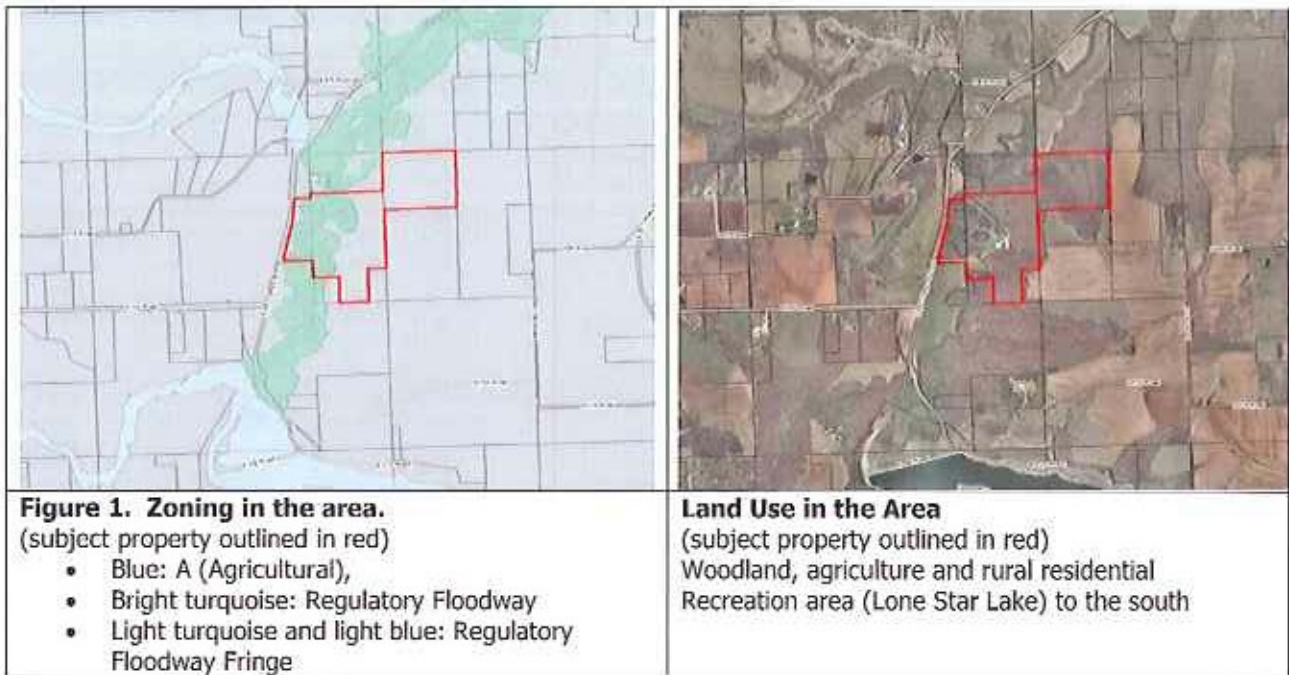 Figure 1. Zoning in the area.
(subject property outlined in red)
• Blue: A (Agricultural),
• Bright turquoise: Regulatory Floodway
• Light turquoise and light blue: Regulatory
Floodway Fringe
Land Use in the Area
(subject property outlined in red)
Woodland, agriculture and rural residential
Recreation area (Lone Star Lake) to the south